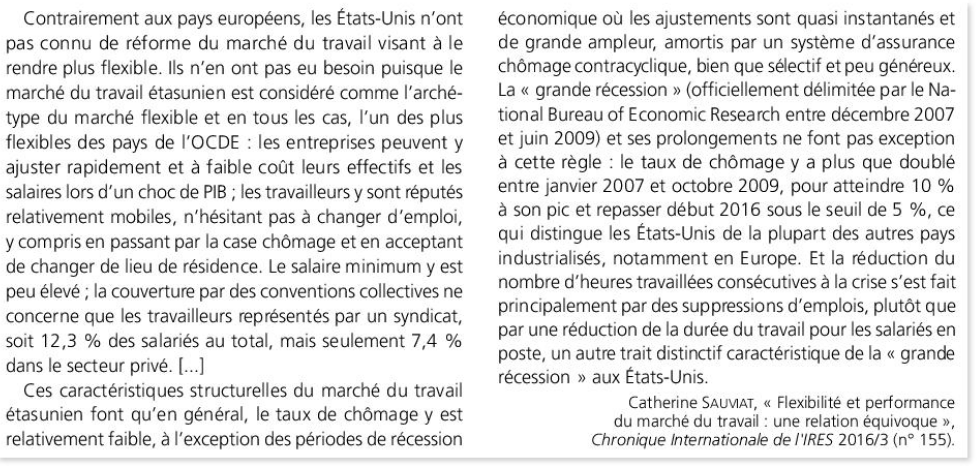 Contrairement aux pays européens, les États-Unis n'ont
pas connu de réforme du marché du travail visant à le
rendre plus flexible. Ils n'en ont pas eu besoin puisque le
marché du travail étasunien est considéré comme l'arché-
type du marché flexible et en tous les cas, l'un des plus
flexibles des pays de l'OCDE : les entreprises peuvent y
ajuster rapidement et à faible coût leurs effectifs et les
salaires lors d'un choc de PIB ; les travailleurs y sont réputés
relativement mobiles, n'hésitant pas à changer d'emploi,
y compris en passant par la case chômage et en acceptant
de changer de lieu de résidence. Le salaire minimum y est
peu élevé ; la couverture par des conventions collectives ne
concerne que les travailleurs représentés par un syndicat,
soit 12,3 % des salariés au total, mais seulement 7,4 %
dans le secteur privé. [...]
Ces caractéristiques structurelles du marché du travail
étasunien font qu'en général, le taux de chômage y est
relativement faible, à l'exception des périodes de récession
économique où les ajustements sont quasi instantanés et
de grande ampleur, amortis par un système d'assurance
chômage contracyclique, bien que sélectif et peu généreux.
La « grande récession » (officiellement délimitée par le Na-
tional Bureau of Economic Research entre décembre 2007
et juin 2009) et ses prolongements ne font pas exception
à cette règle : le taux de chômage y a plus que doublé
entre janvier 2007 et octobre 2009, pour atteindre 10 %
à son pic et repasser début 2016 sous le seuil de 5 %, ce
qui distingue les États-Unis de la plupart des autres pays
industrialisés, notamment en Europe. Et la réduction du
nombre d'heures travaillées consécutives à la crise s'est fait
principalement par des suppressions d'emplois, plutôt que
par une réduction de la durée du travail pour les salariés en
poste, un autre trait distinctif caractéristique de la « grande
récession » aux États-Unis.
Catherine SAUVIAT, « Flexibilité et performance
du marché du travail : une relation équivoque »,
Chronique Internationale de l'IRES 2016/3 (n° 155).